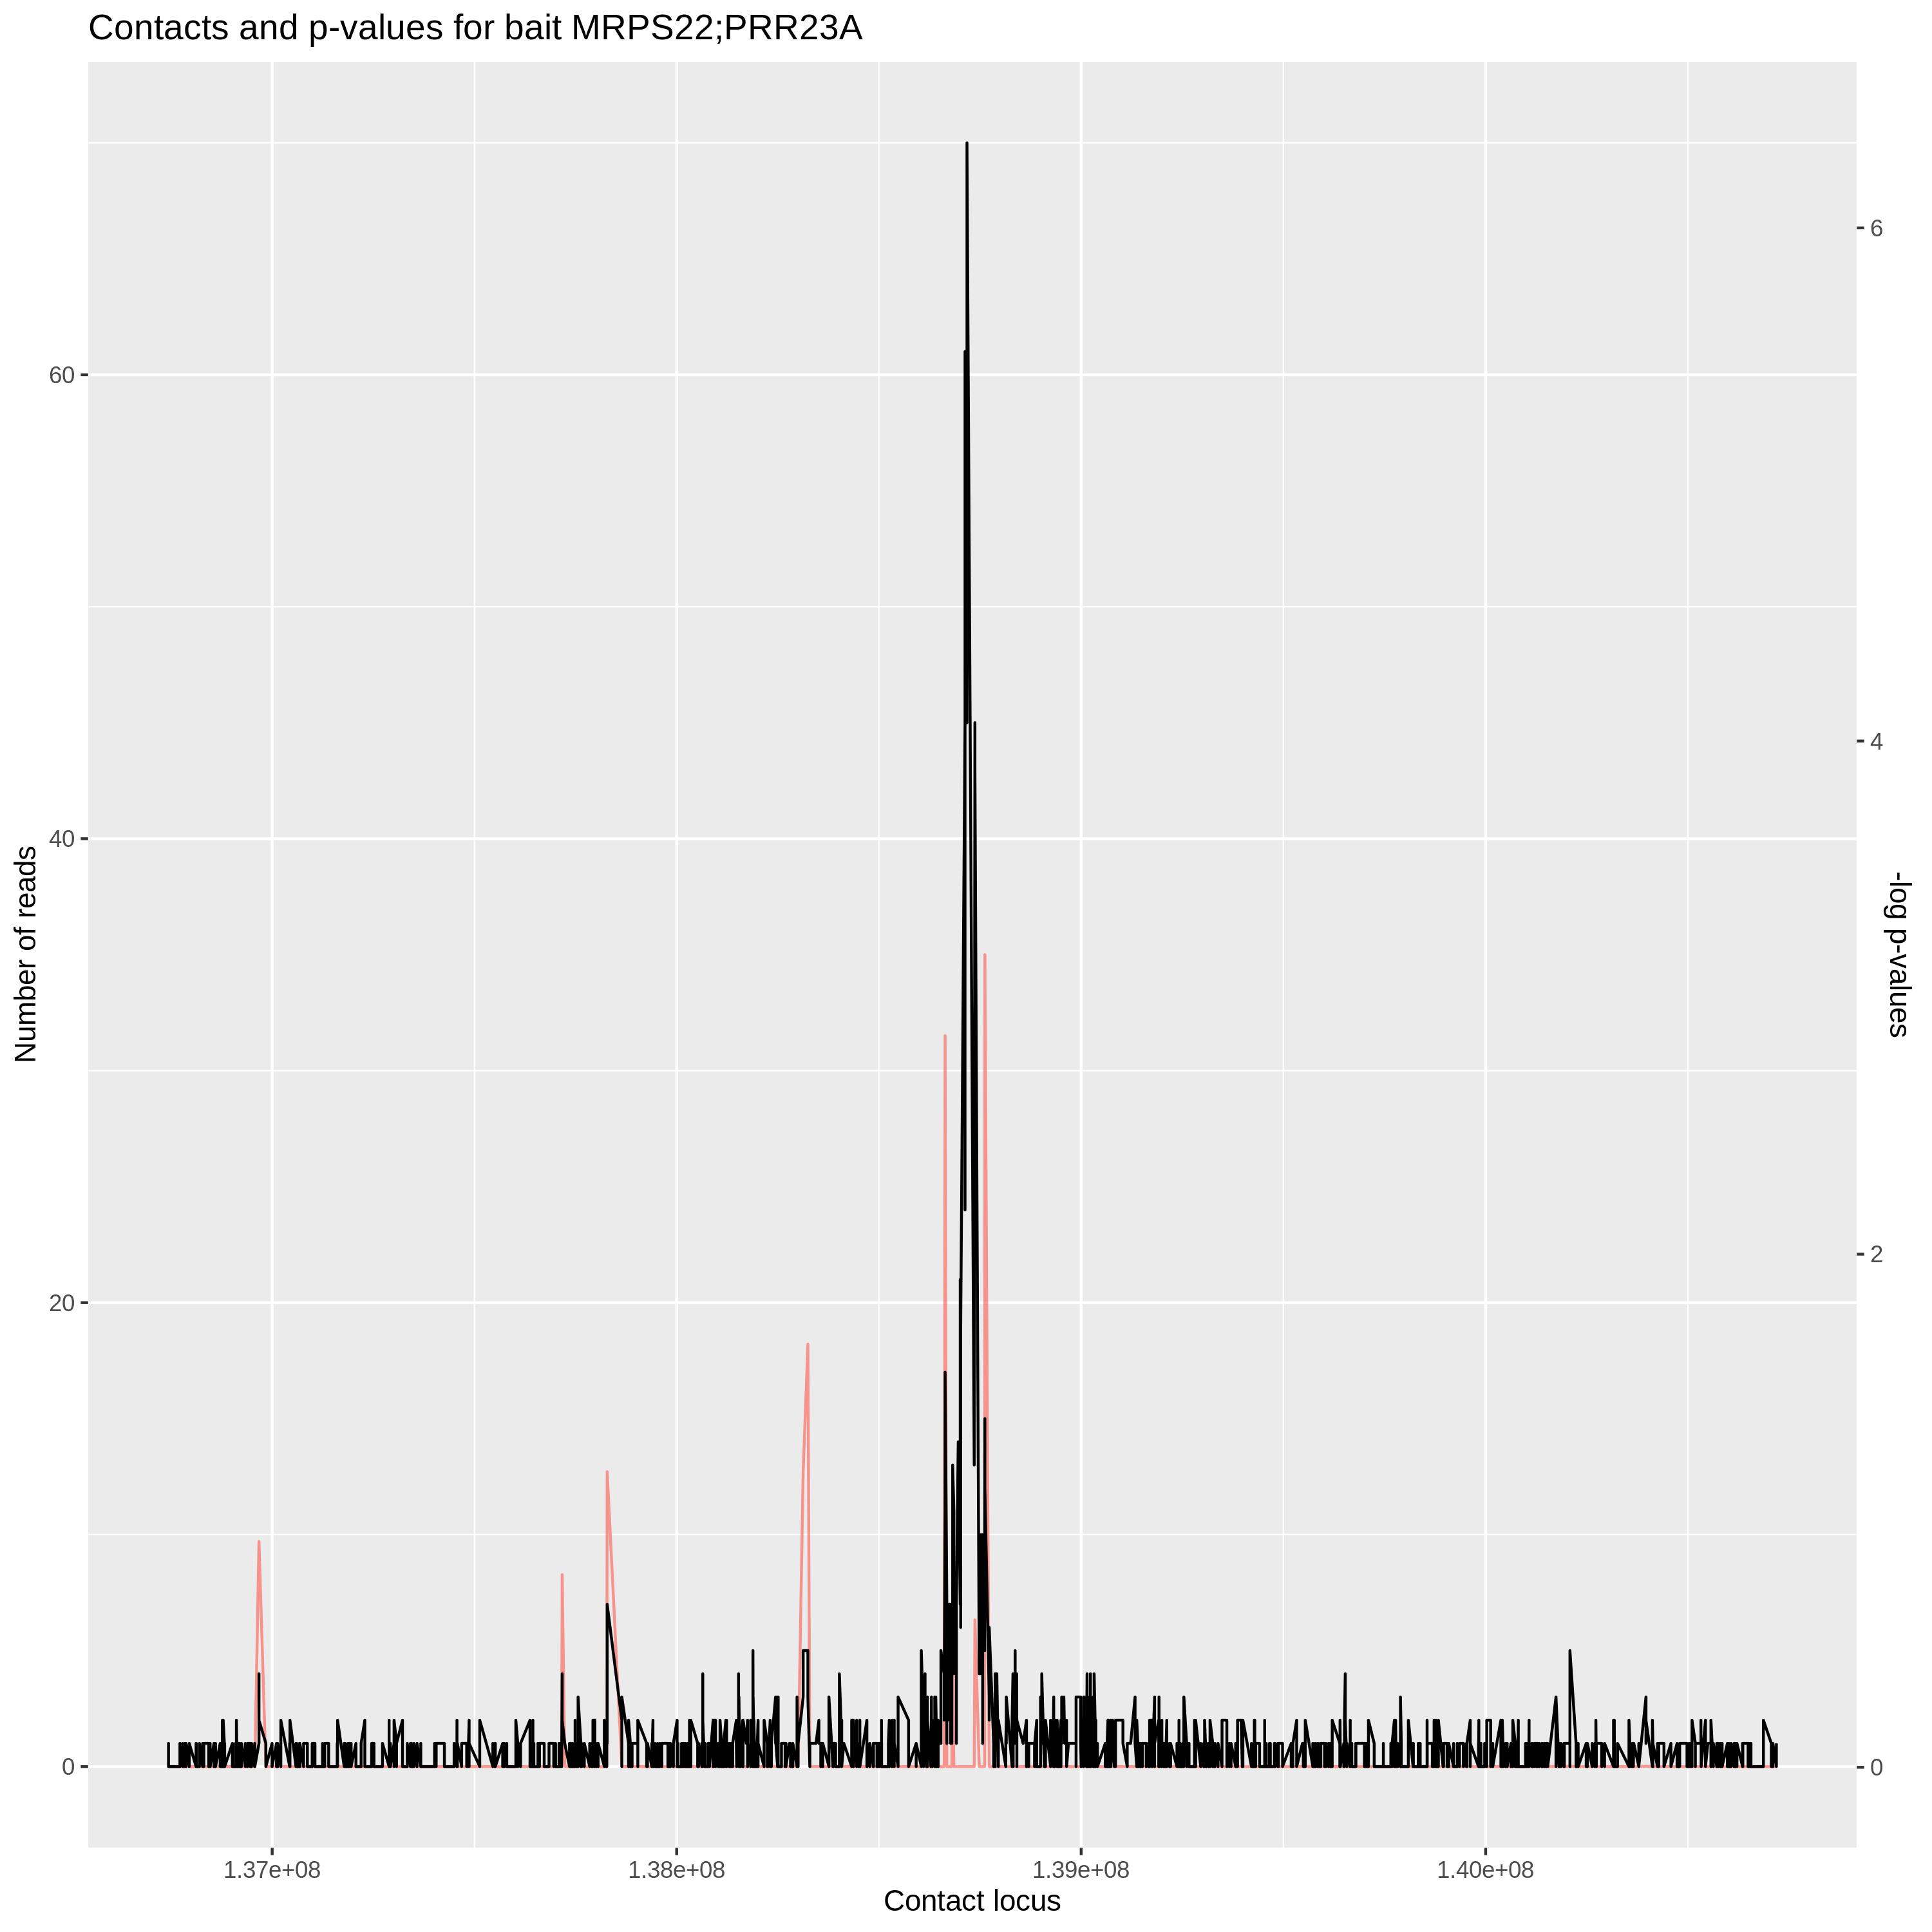 Contacts and p-values for bait MRPS22;PRR23A
Number of reads
60
40
20
0
6
4
2
0
-log p-values
1.37e+08
1.38e+08
1.39e+08
1.40e+08
Contact locus